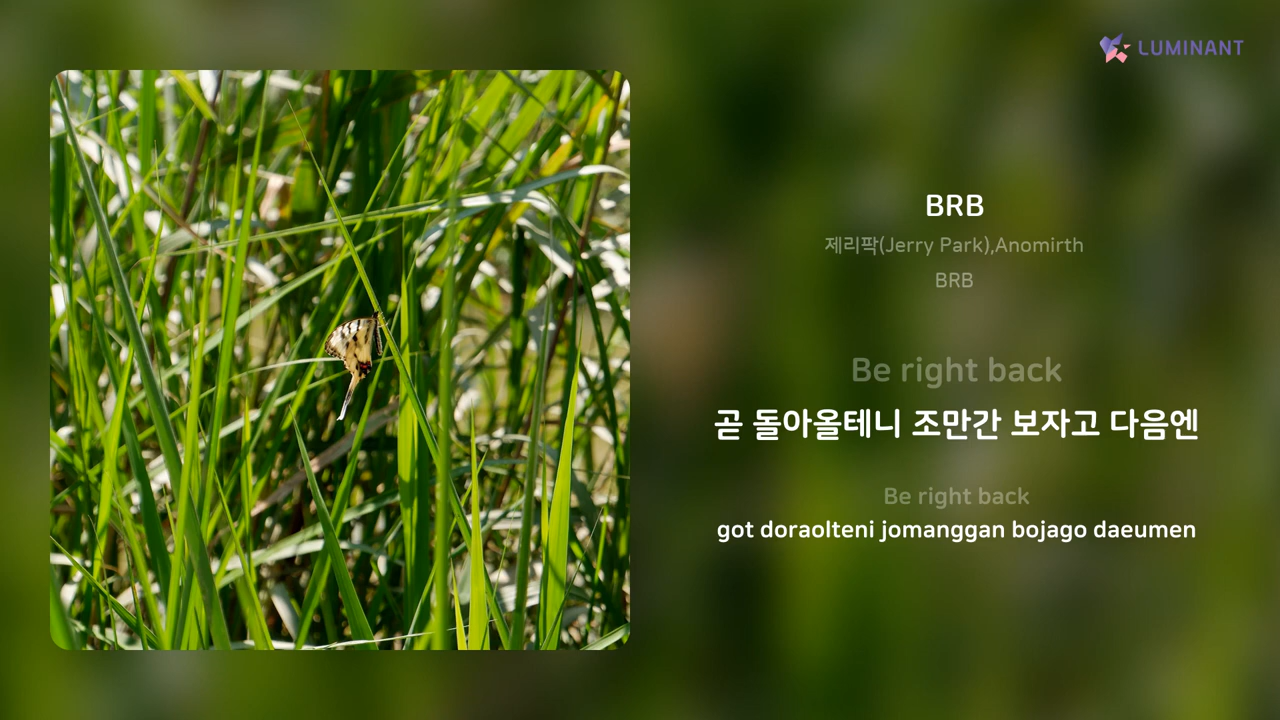 LUMINANT
BRB
제리팍(Jerry Park),Anomirth
BRB
Be right back
곧 돌아올테니 조만간 보자고 다음엔
Be right back
got doraolteni jomanggan bojago daeumen